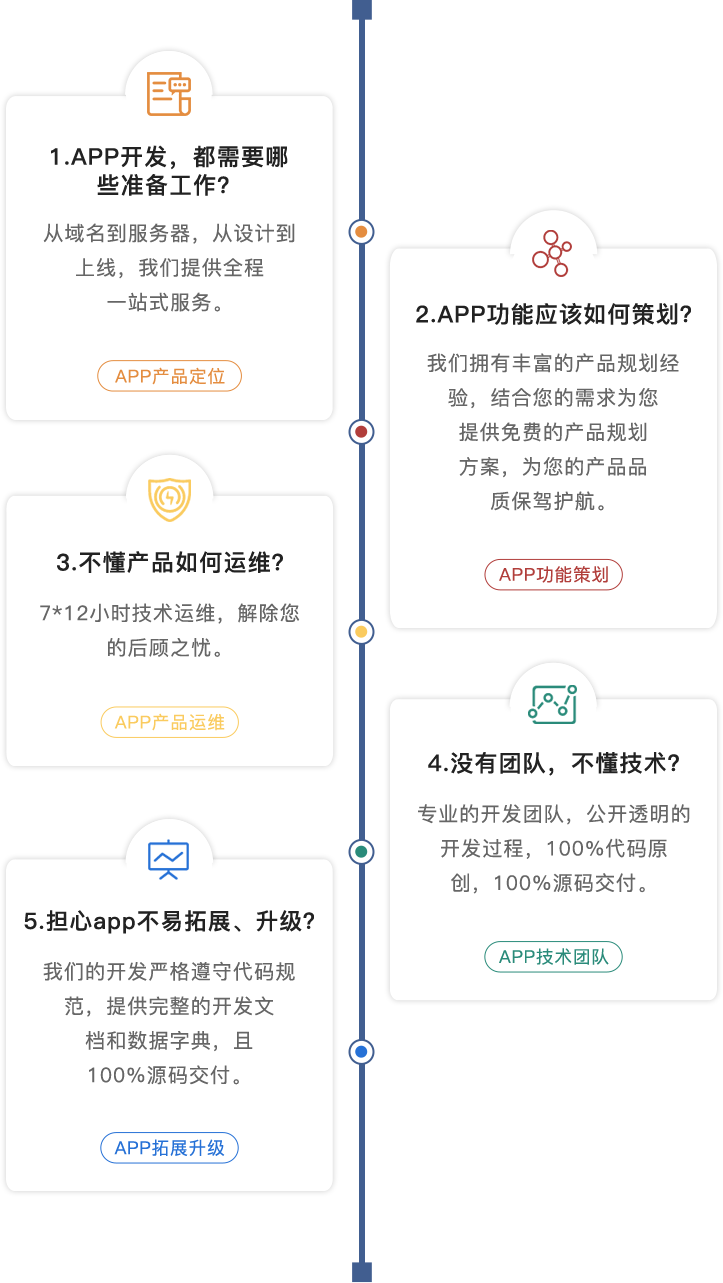 1.APP开发，都需要哪
些准备工作?
从域名到服务器，从设计到
上线，我们提供全程
一站式服务。
APP产品定位
2.APP功能应该如何策划?
我们拥有丰富的产品规划经
验，结合您的需求为您
提供免费的产品规划
方案，为您的产品品
质保驾护航。
APP功能策划
3.不懂产品如何运维?
7*12小时技术运维，解除您
的后顾之忧。
APP产品运维
4.没有团队，不懂技术?
专业的开发团队，公开透明的
开发过程，100%代码原
创，100%源码交付。
APP技术团队
5.担心app不易拓展、升级?
我们的开发严格遵守代码规
范，提供完整的开发文
档和数据字典，且
100%源码交付。
APP拓展升级